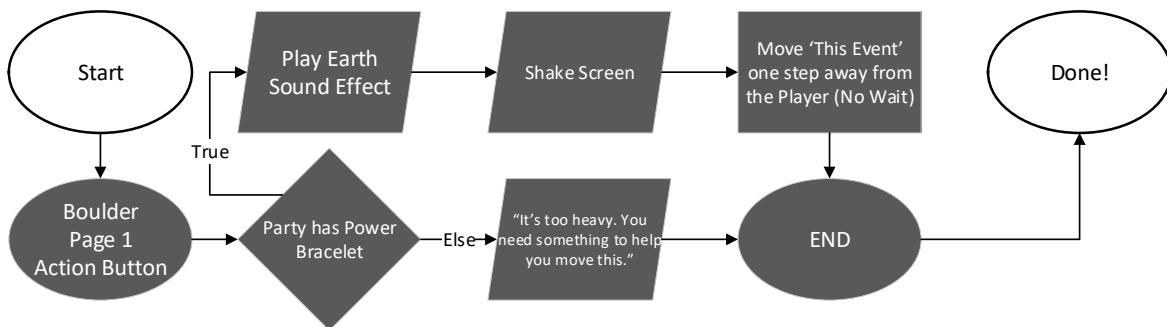 Start
Play Earth
Sound Effect
Shake Screen
Move ‘This Event’
one step away from
the Player (No Wait)
Done!
True
Boulder
Page 1
Action Button
Party has Power
Bracelet
Else
“It’s too heavy. You
need something to help
you move this.”
END